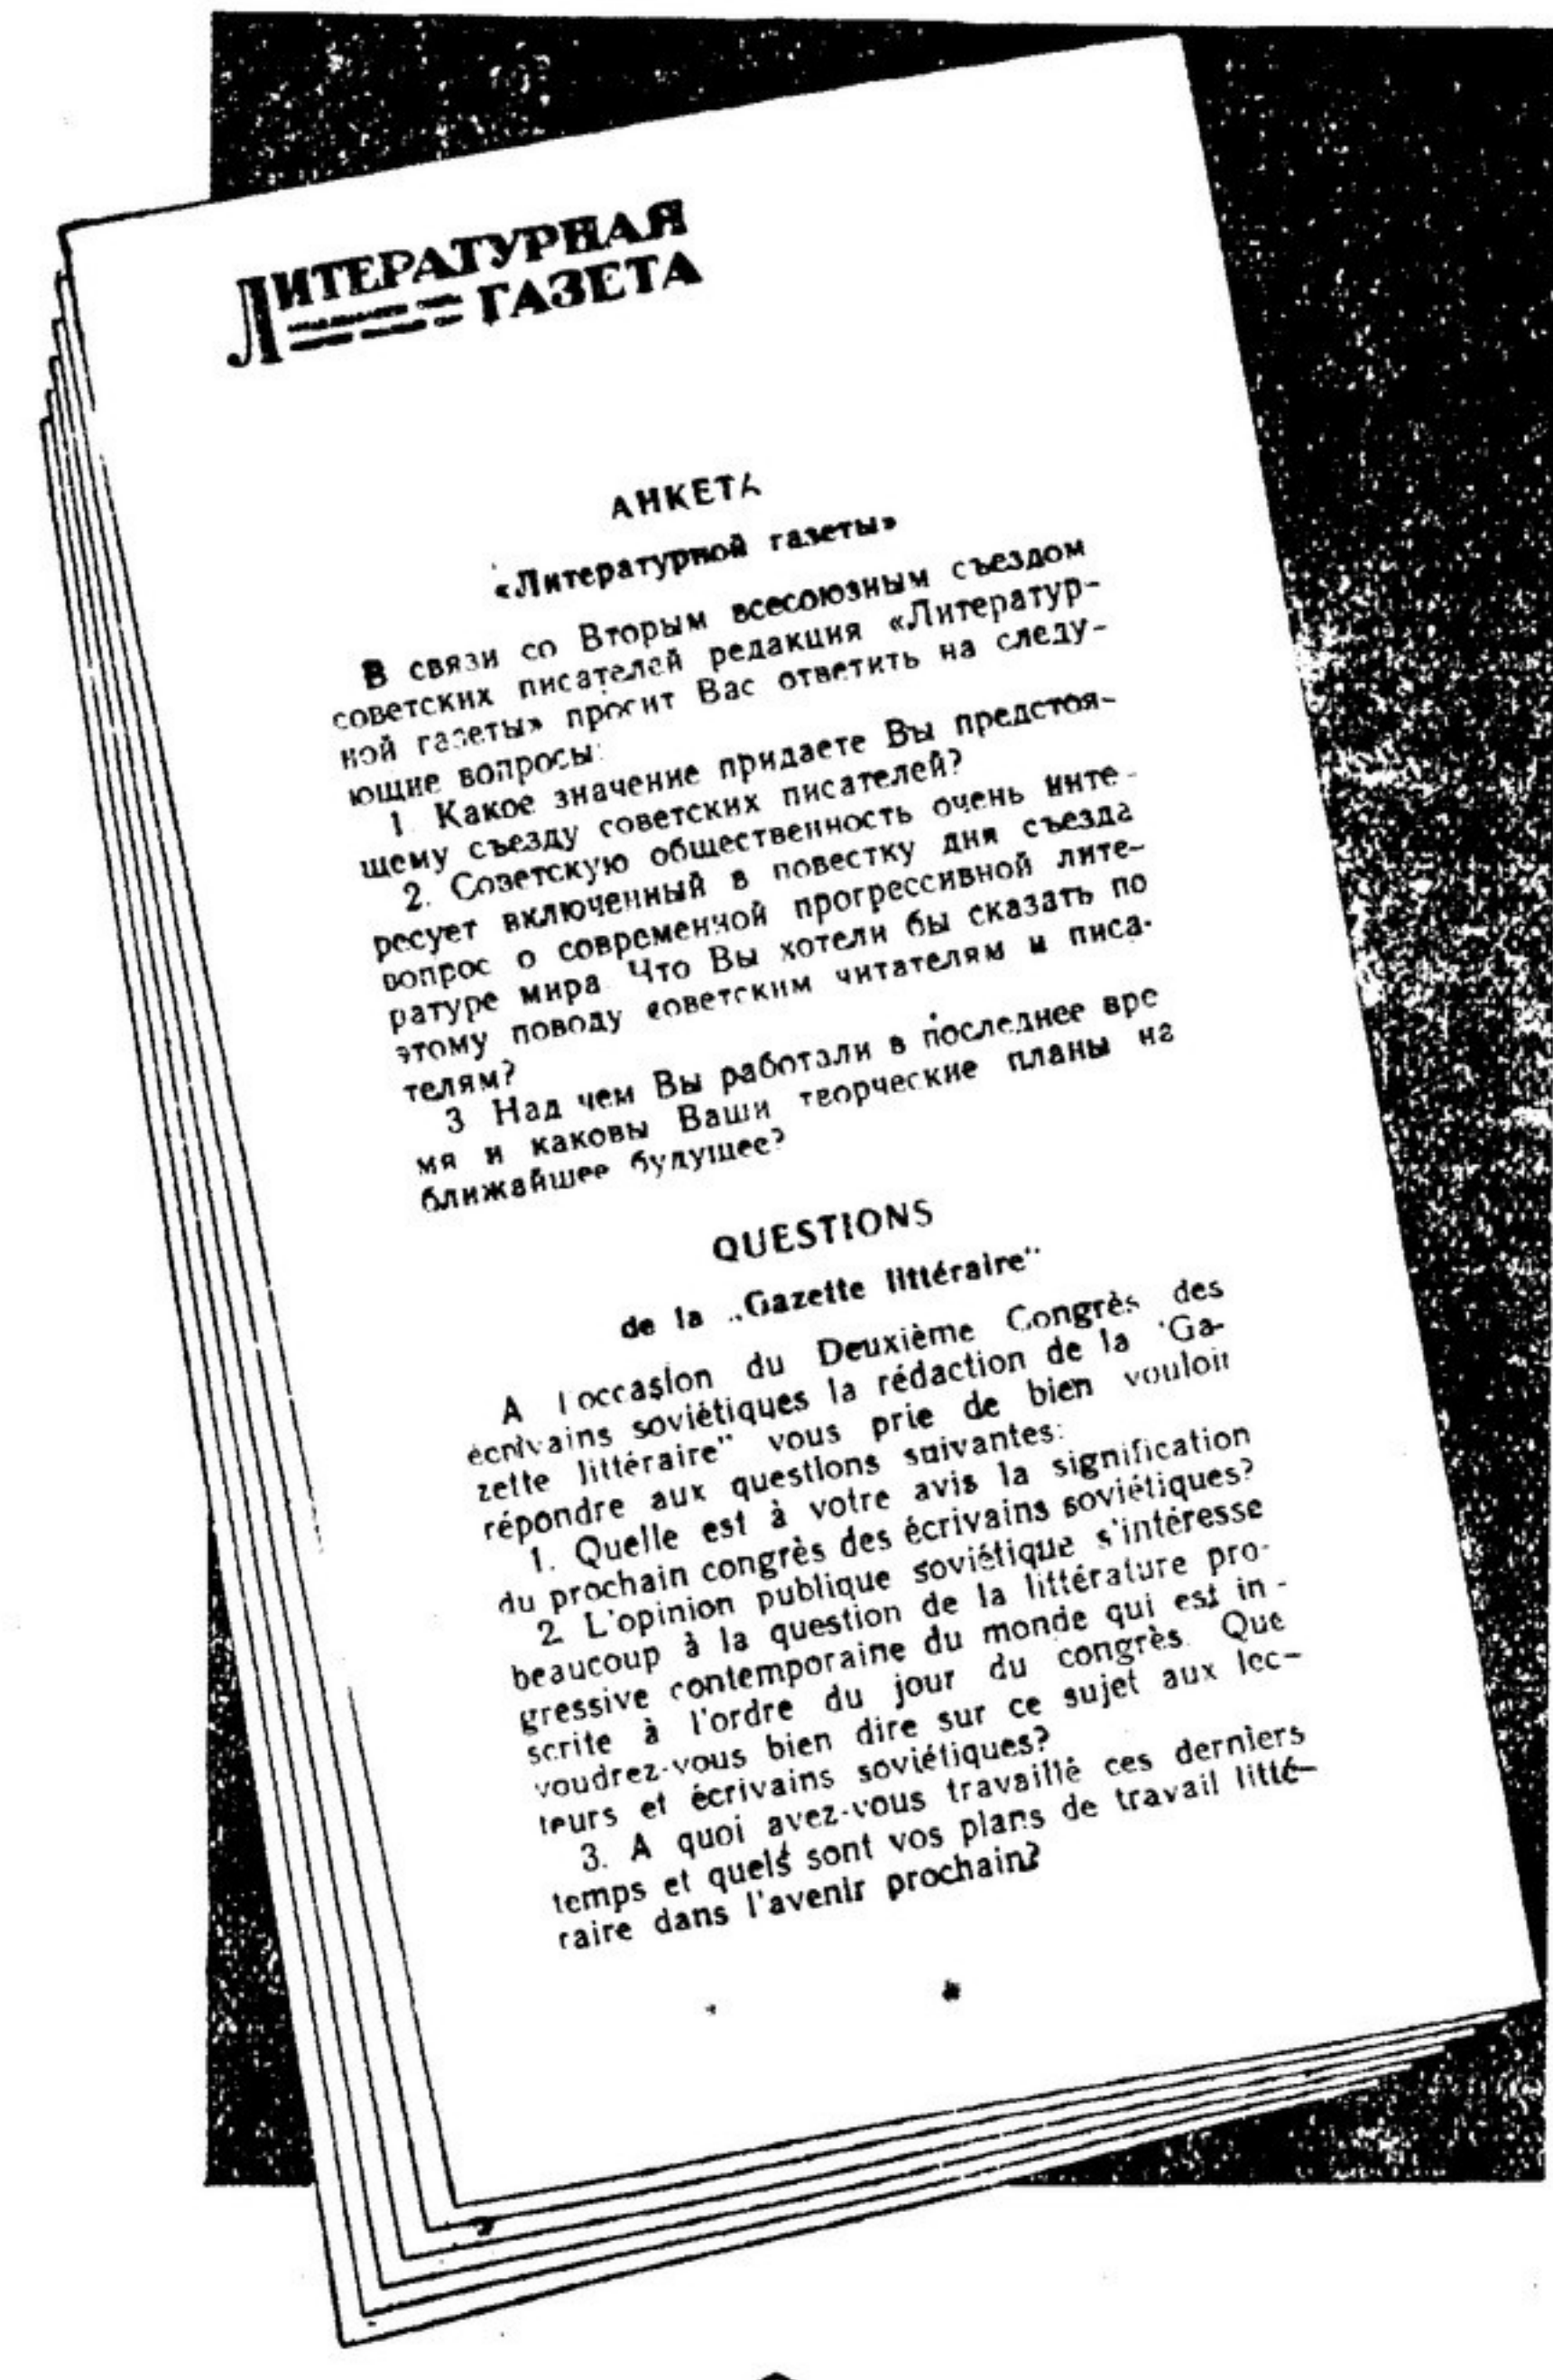 ЛИТЕРАТУРНАЯ
ГАЗЕТА
АНКЕТА
«Литературной газеты»
В связи со Вторым всесоюзным съездом
советских писателей редакция «Литератур-
ной газеты» просит Вас ответить на следу-
ющие вопросы:
1. Какое значение придаете Вы предстоя-
щему съезду советских писателей?
2. Советскую общественность очень инте-
ресует включенный в повестку дня съезда
вопрос о современной прогрессивной лите-
ратуре мира. Что Вы хотели бы сказать по
этому поводу советским читателям и писа-
телям?
3 Над чем Вы работали в последнее вре
мя и каковы Ваши творческие планы на
ближайшее будущее?
QUESTIONS
de la „Gazette littéraire“
A l'occasion du Deuxième Congrès des
écrivains soviétiques la rédaction de la "Ga-
zette littéraire" vous prie de bien vouloir
répondre aux questions suivantes:
1. Quelle est à votre avis la signification
du prochain congrès des écrivains soviétiques?
2. L'opinion publique soviétique s'intéresse
beaucoup à la question de la littérature pro-
gressive contemporaine du monde qui est in-
scrite à l'ordre du jour du congrès. Que
voudrez-vous bien dire sur ce sujet aux lec-
teurs et écrivains soviétiques?
3. A quoi avez-vous travaillé ces derniers
temps et quels sont vos plans de travail litté-
raire dans l'avenir prochain?